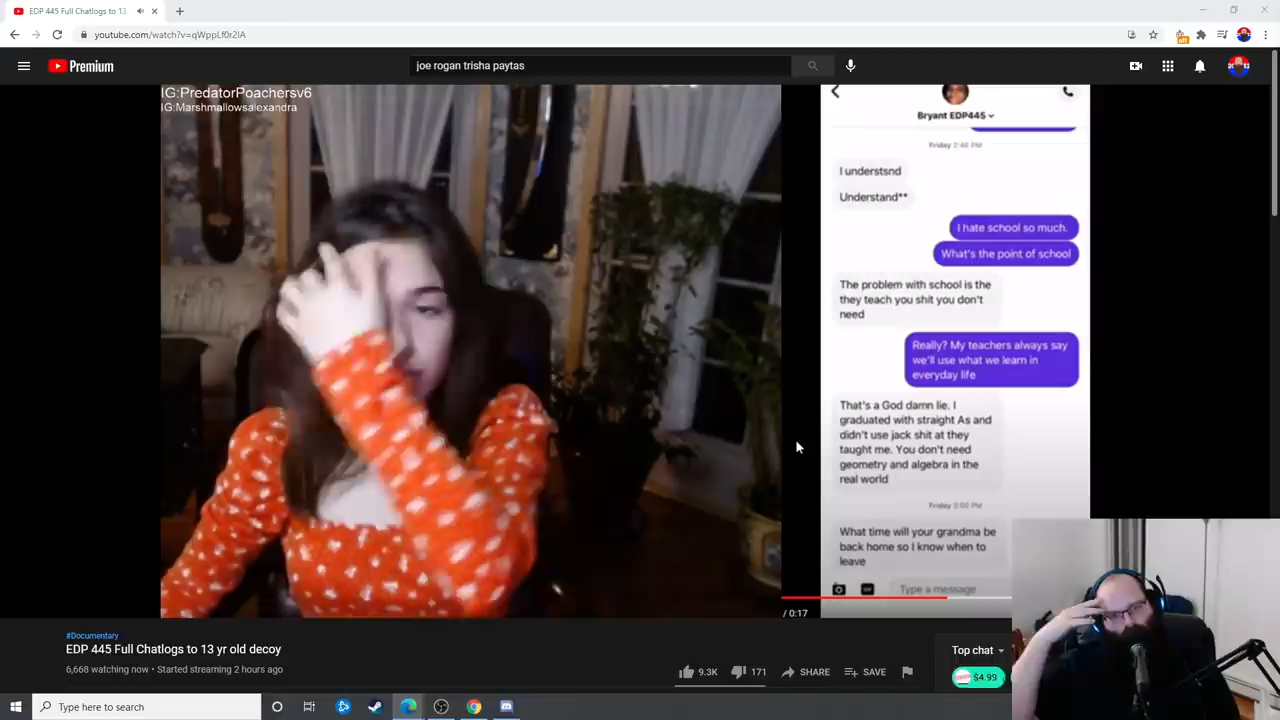 EDP 445 Full Chatlogs to 13
youtube.com/watch?v=qWppLf0r2IA
Premium
joe rogan trisha paytas
IG:PredatorPoachersv6
IG:Marshmallowsalexandra
Bryant EDP445
Friday 2:46 PM
I understsnd
Understand**
I hate school so much.
What's the point of school
The problem with school is the
they teach you shit you don't
need
Really? My teachers always say
we'll use what we learn in
everyday life
That's a God damn lie. I
graduated with straight As and
didn't use jack shit at they
taught me. You don't need
geometry and algebra in the
real world
What time will your grandma be
back home so I know when to
leave
Type a message
/ 0:17
#Documentary
EDP 445 Full Chatlogs to 13 yr old decoy
6,668 watching now • Started streaming 2 hours ago
9.3K
171
SHARE
SAVE
Top chat
$4.99
Type here to search